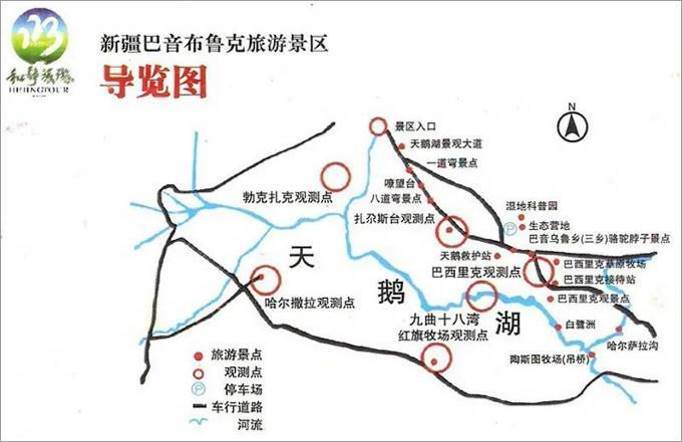 和静旅游
HEJINGTOUR
新疆巴音布鲁克旅游景区
导览图
N
景区入口
天鹅湖景观大道
一道弯景点
嘹望台
八道弯景点
勃克扎克观测点
扎尕斯台观测点
湿地科普园
P
生态营地
巴音乌鲁乡(三乡)骆驼脖子景点
天鹅救护站
巴西里克观测点
巴西里克草原牧场
巴西里克接待站
巴西里克观景点
天鹅湖
哈尔撒拉观测点
九曲十八湾
红旗牧场观测点
白鹭洲
哈尔萨拉沟
陶斯图牧场(吊桥)
旅游景点
观测点
P
停车场
车行道路
河流